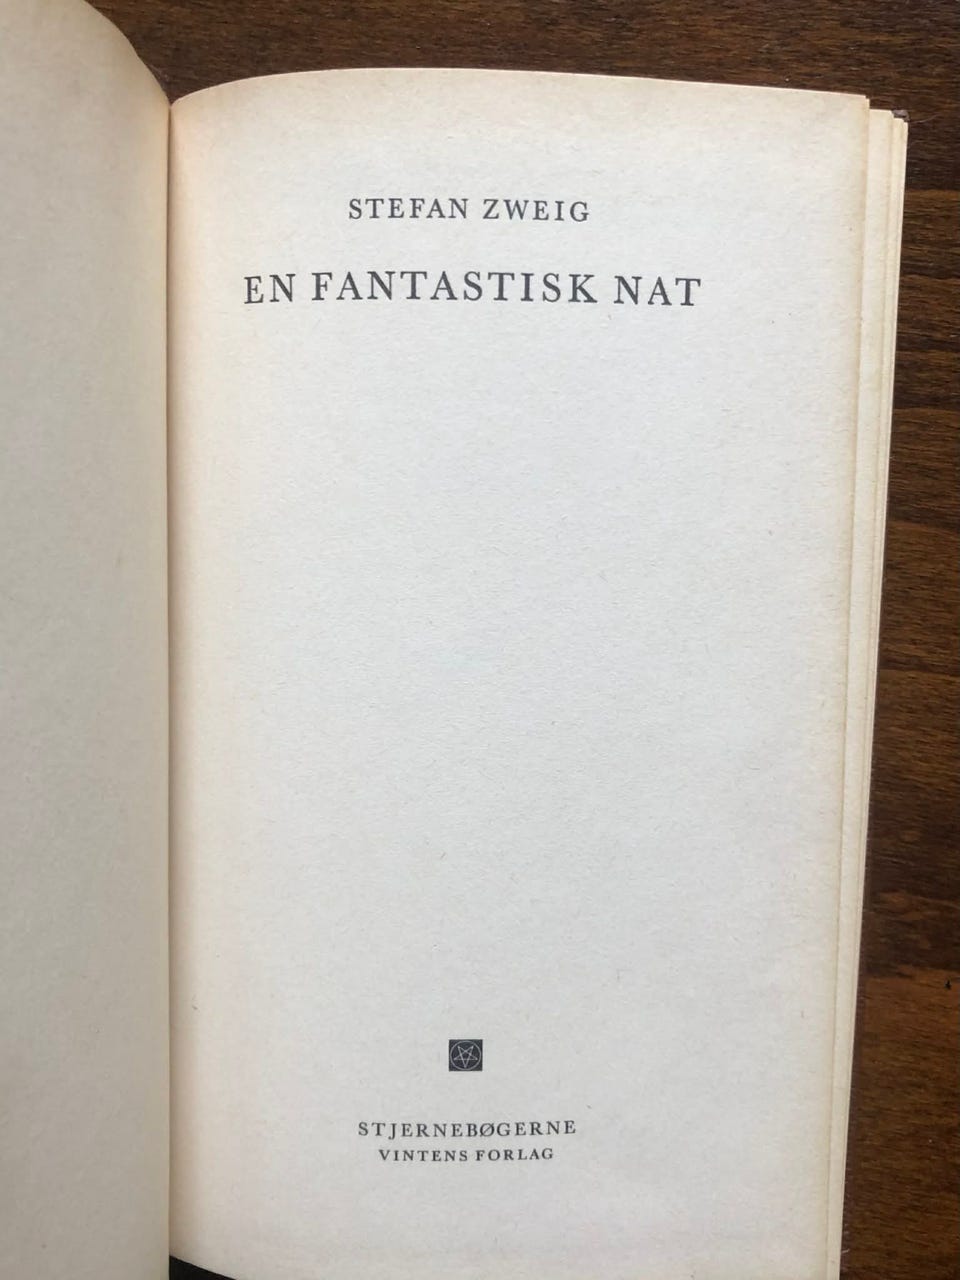 STEFAN ZWEIG
EN FANTASTISK NAT
STJERNEBØGERNE
VINTENS FORLAG